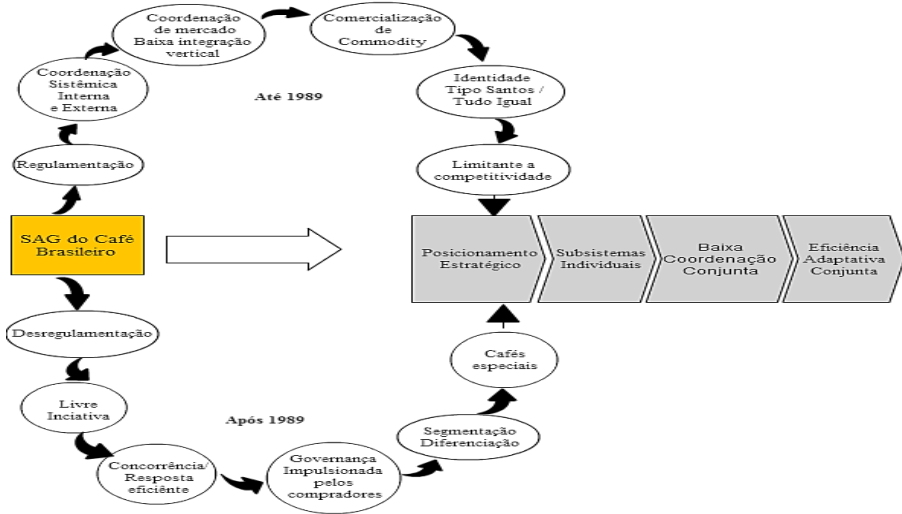 Coordenação
de mercado
Baixa integração
vertical
Comercialização
de
Commodity
Coordenação
Sistêmica
Interna
e Externa
Até 1989
Identidade
Tipo Santos /
Tudo Igual
Regulamentação
Limitante a
competitividade
SAG do Café
Brasileiro
Posicionamento
Estratégico
Subsistemas
Individuais
Baixa
Coordenação
Conjunta
Eficiência
Adaptativa
Conjunta
Desregulamentação
Cafés
especiais
Livre
Inciativa
Após 1989
Segmentação
Diferenciação
Concorrência/
Resposta
eficiênte
Governança
Impulsionada
pelos
compradores